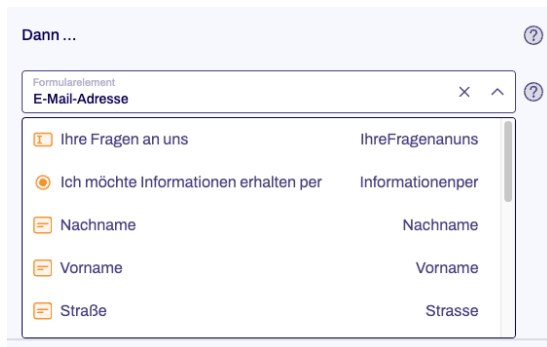 Dann ...
Formularelement
E-Mail-Adresse
Ihre Fragen an uns IhreFragenanuns
Ich möchte Informationen erhalten per Informationenper
Nachname Nachname
Vorname Vorname
Straße Strasse